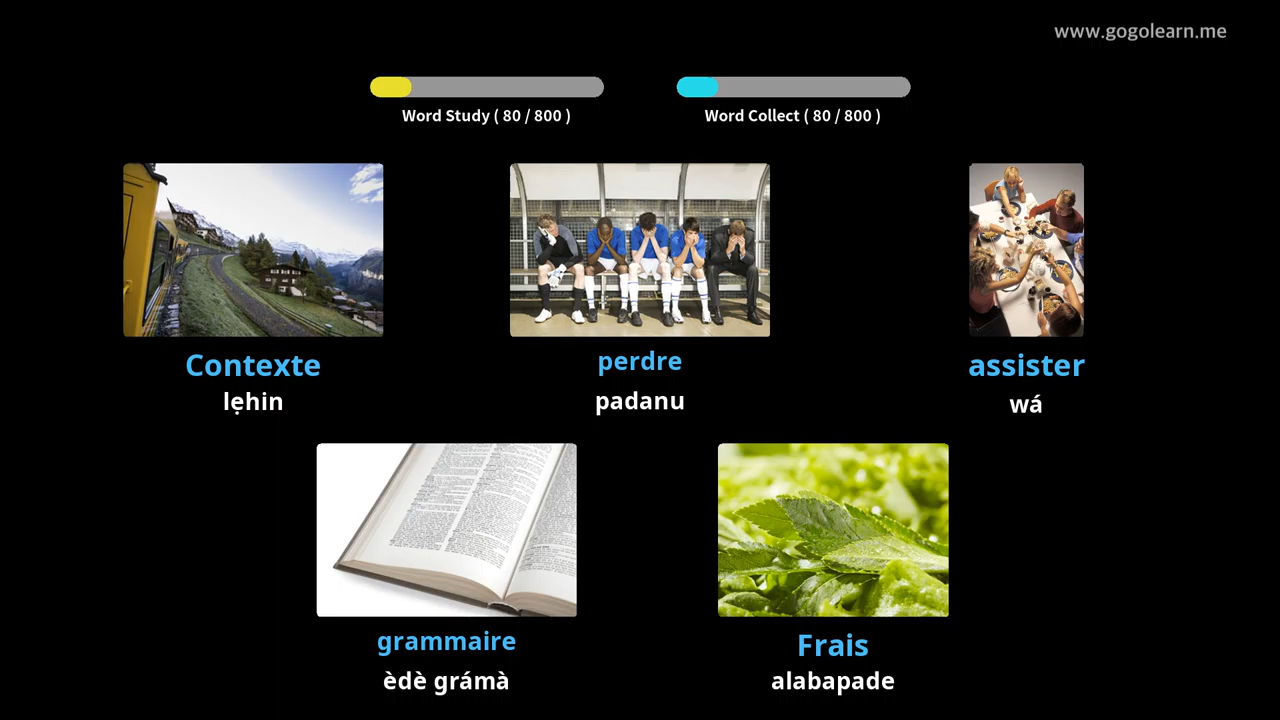 www.gogolearn.me
Word Study ( 80 / 800 )
Word Collect ( 80 / 800 )
Contexte
lẹhin
perdre
padanu
assister
wá
grammaire
èdè grámà
Frais
alabapade